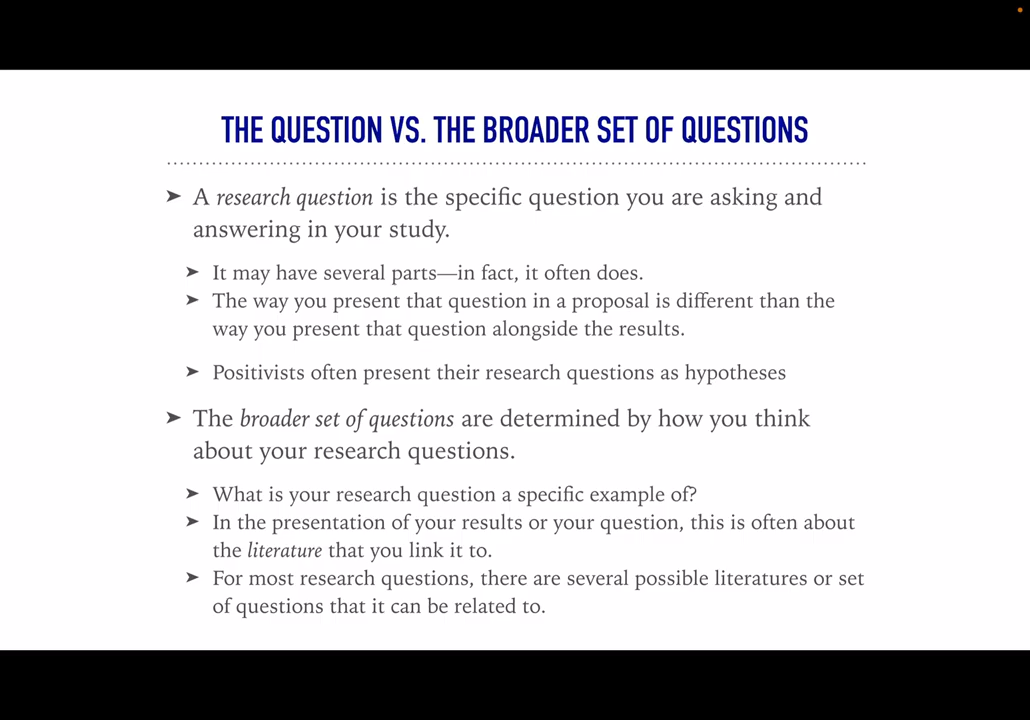 THE QUESTION VS. THE BROADER SET OF QUESTIONS
➤ A research question is the specific question you are asking and
answering in your study.
➤ It may have several parts—in fact, it often does.
➤ The way you present that question in a proposal is different than the
way you present that question alongside the results.
➤ Positivists often present their research questions as hypotheses
➤ The broader set of questions are determined by how you think
about your research questions.
➤ What is your research question a specific example of?
➤ In the presentation of your results or your question, this is often about
the literature that you link it to.
➤ For most research questions, there are several possible literatures or set
of questions that it can be related to.